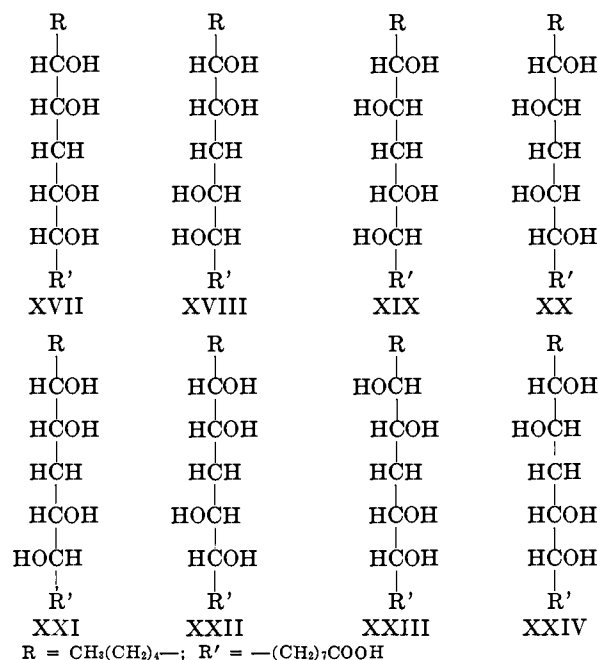 R R R R
HCOH HCOH HCOH HCOH
HCOH HCOH HOCH HOCH
HCH HCH HCH HCH
HCOH HOCH HCOH HOCH
HCOH HOCH HOCH HCOH
R' R' R' R'
XVII XVIII XIX XX
R R R R
HCOH HCOH HOCH HCOH
HCOH HCOH HCOH HOCH
HCH HCH HCH HCH
HCOH HOCH HCOH HCOH
HOCH HCOH HCOH HCOH
R' R' R' R'
XXI XXII XXIII XXIV
R = CH₃(CH₂)₄—; R' = —(CH₂)₇COOH